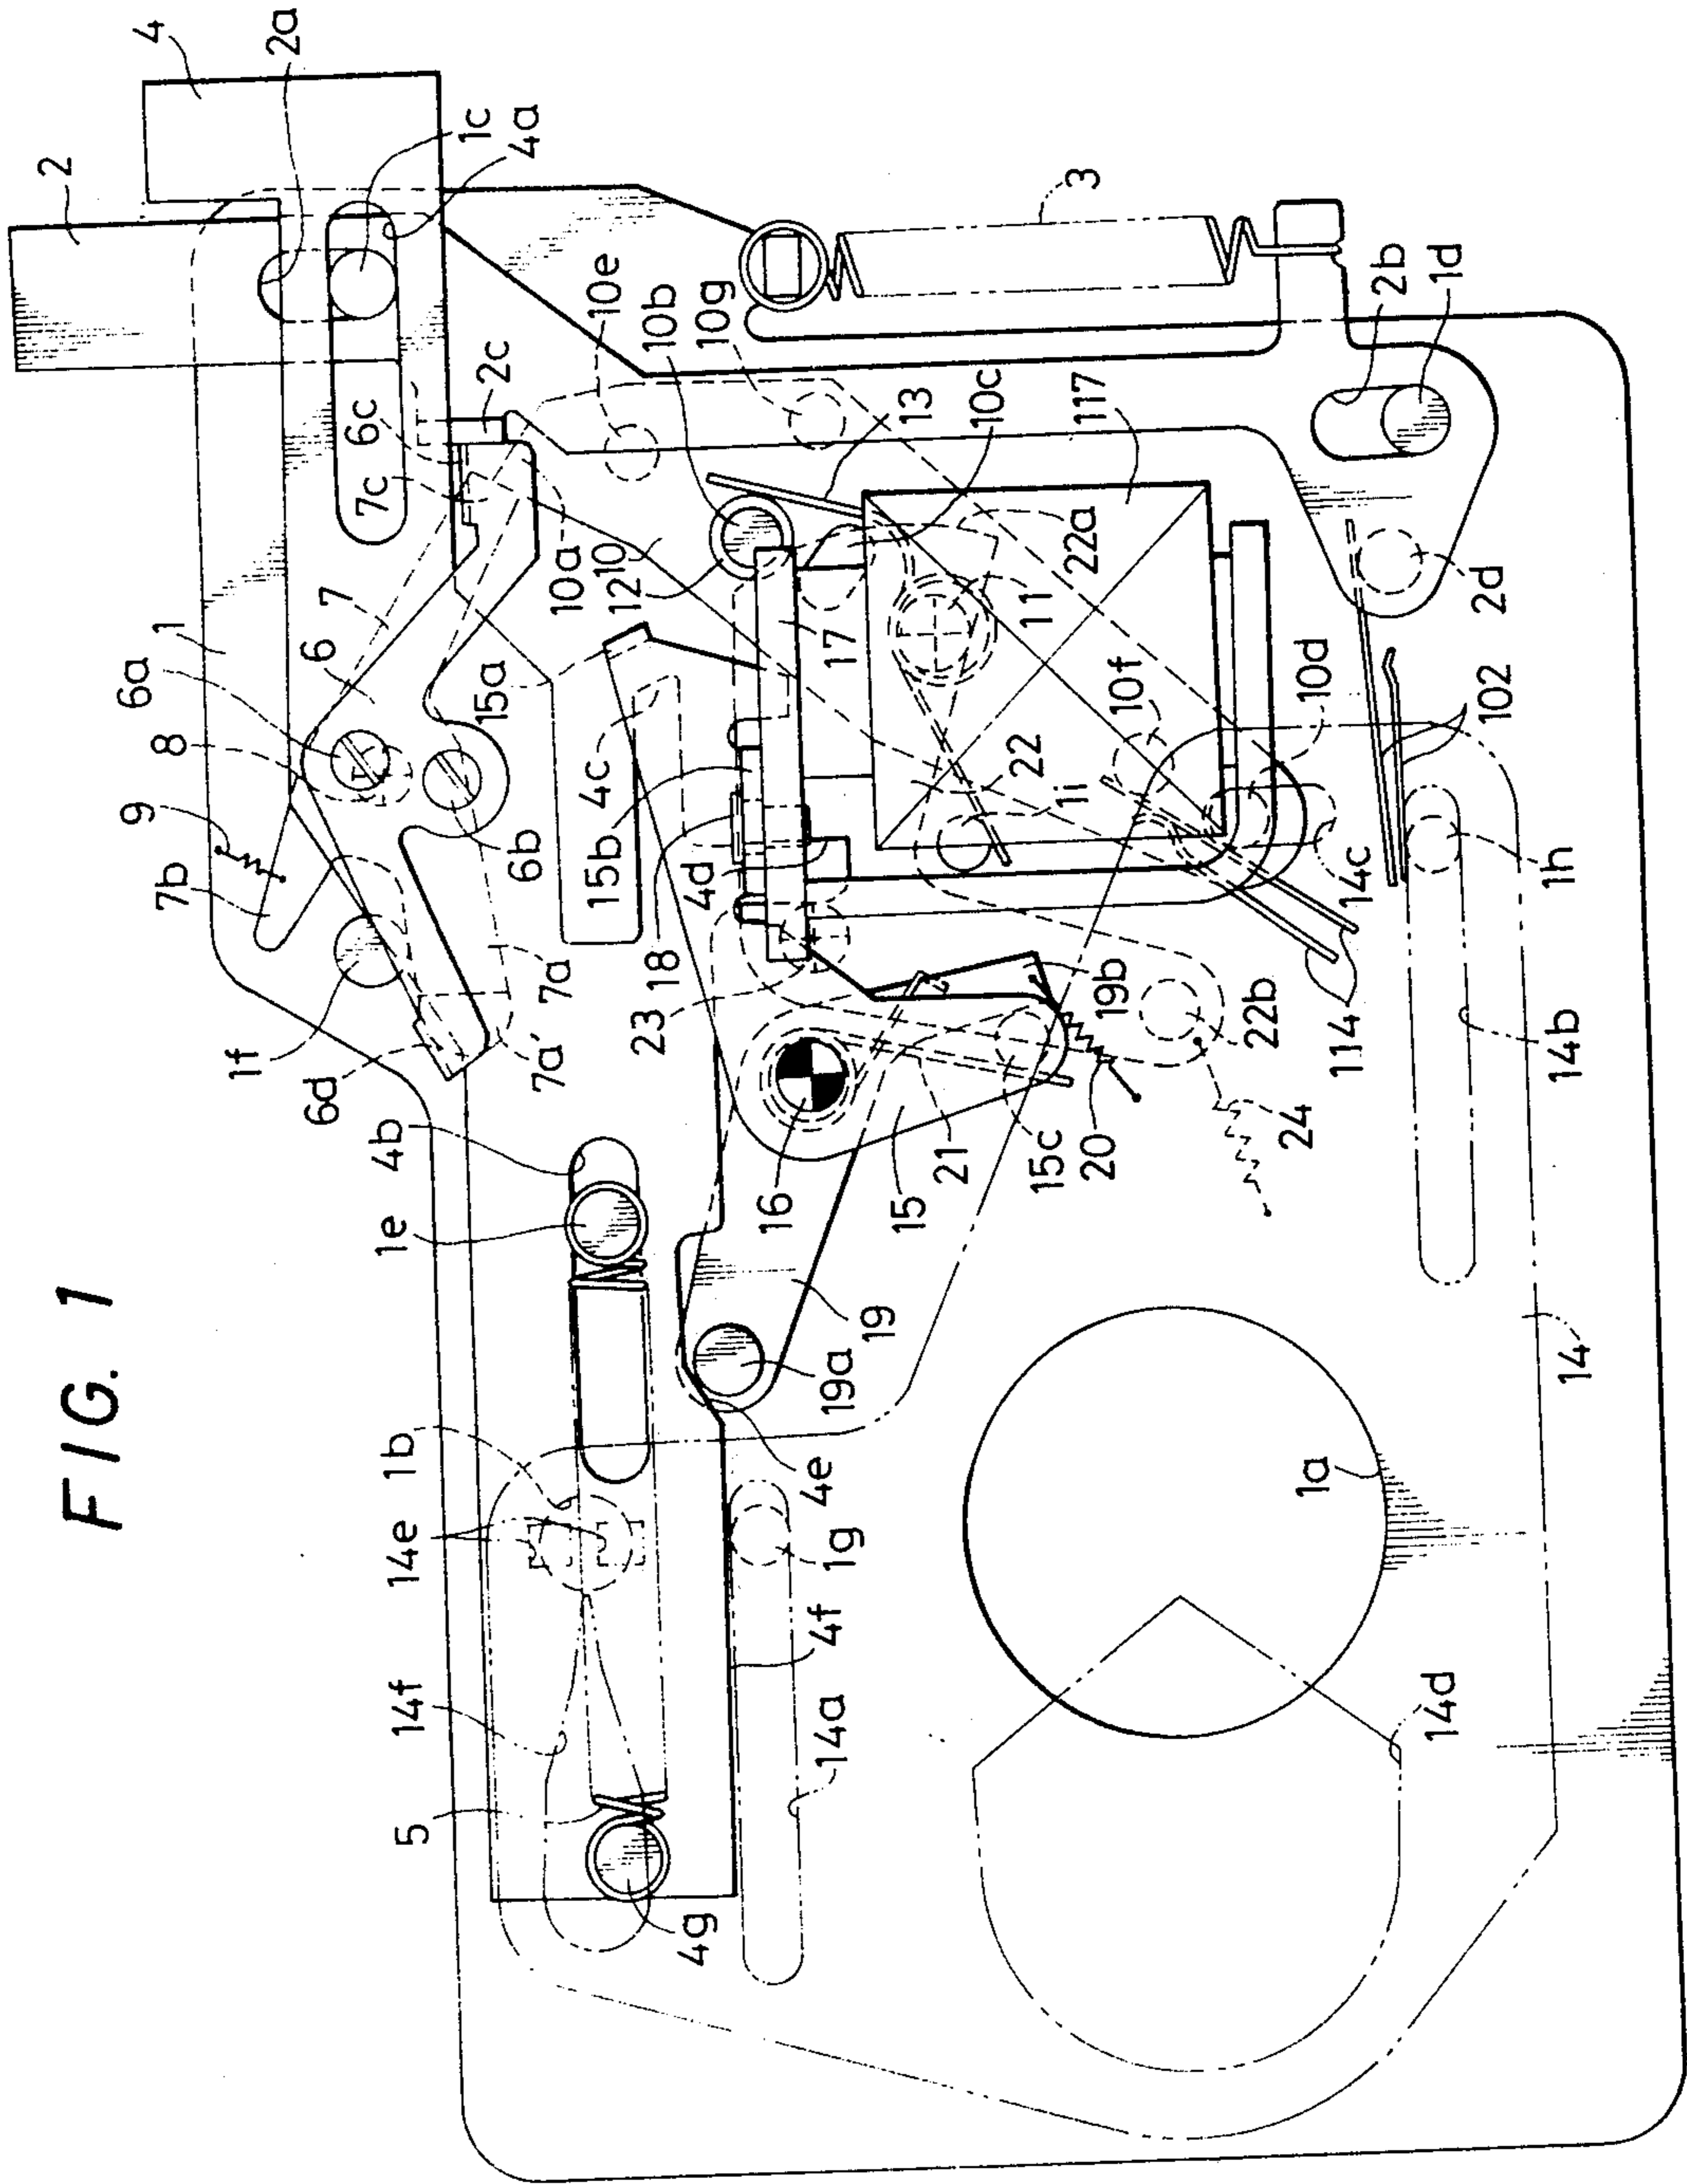 FIG. 1
4
2a
2
1c
4a
3
10e
10b
10g
2b
1d
2c
6c
7c
13
10c
117
7
1
6
6a
8
9
7b
10a
12
10
22a
2d
11
17
15a
4c
10f
10d
102
22
1i
15b
4d
18
6b
14c
1h
7a
7a'
1f
6d
23
19b
22b
114
14b
4b
1e
16
15
21
15c
20
24
19
19a
14
1b
14e
4e
1g
1a
14f
4f
14a
14d
5
4g